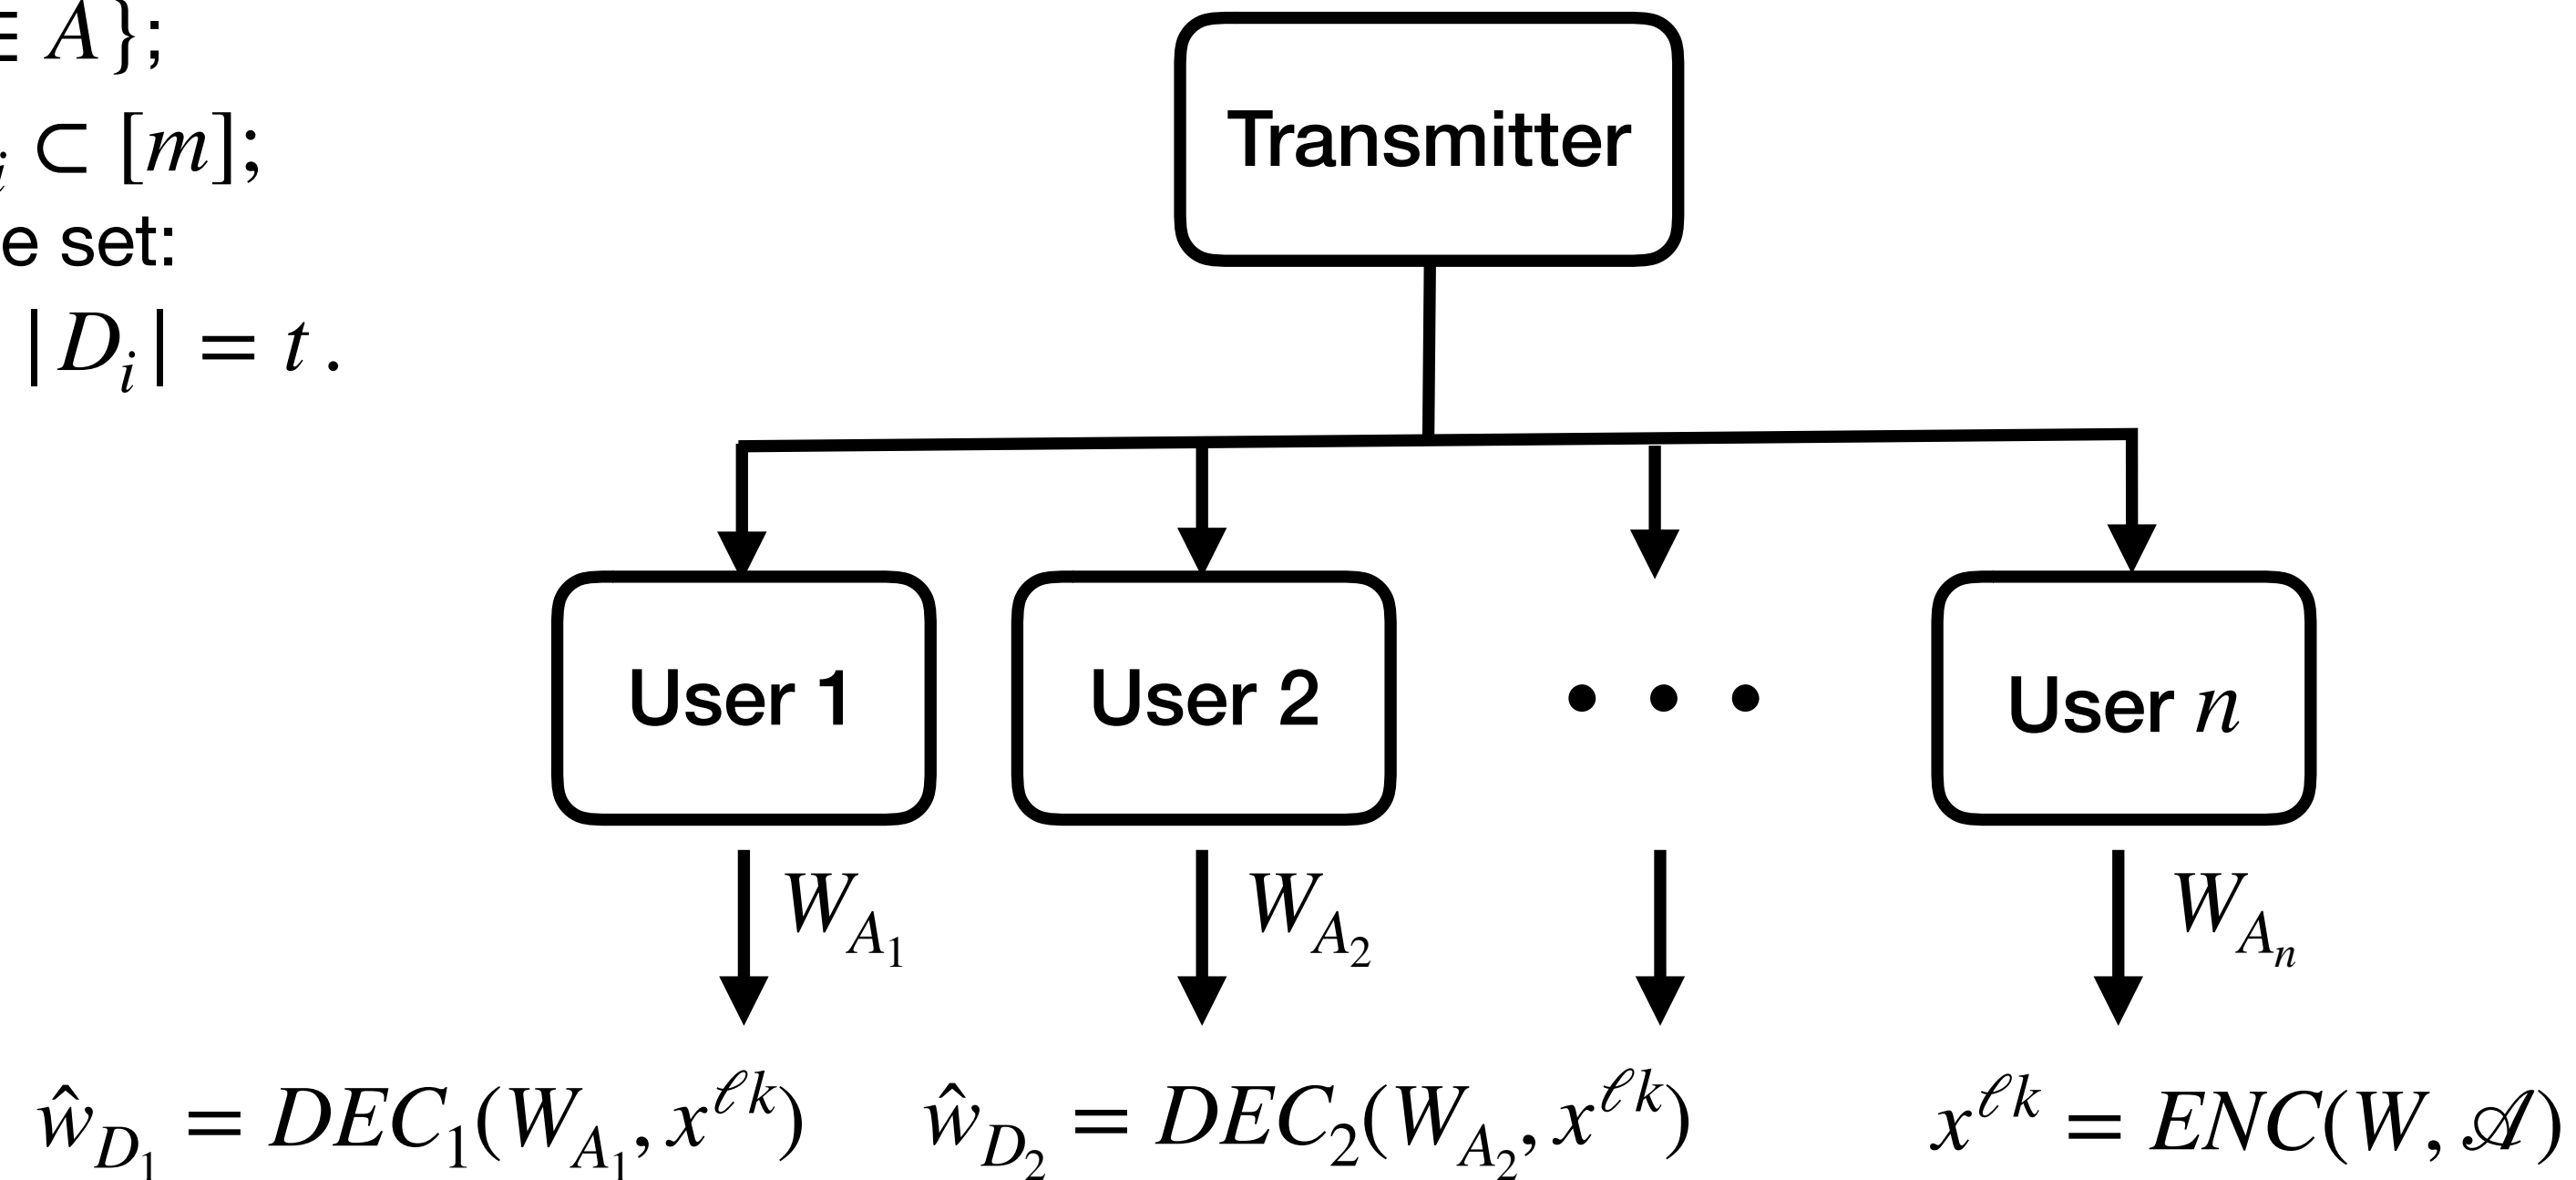 ∈ A};
i ⊂ [m];
e set:
|D_i| = t .
Transmitter
User 1 User 2 • • • User n
W_{A_1} W_{A_2} W_{A_n}
ŵ_{D_1} = DEC_1(W_{A_1}, x^{ℓk}) ŵ_{D_2} = DEC_2(W_{A_2}, x^{ℓk}) x^{ℓk} = ENC(W, 𝒜)